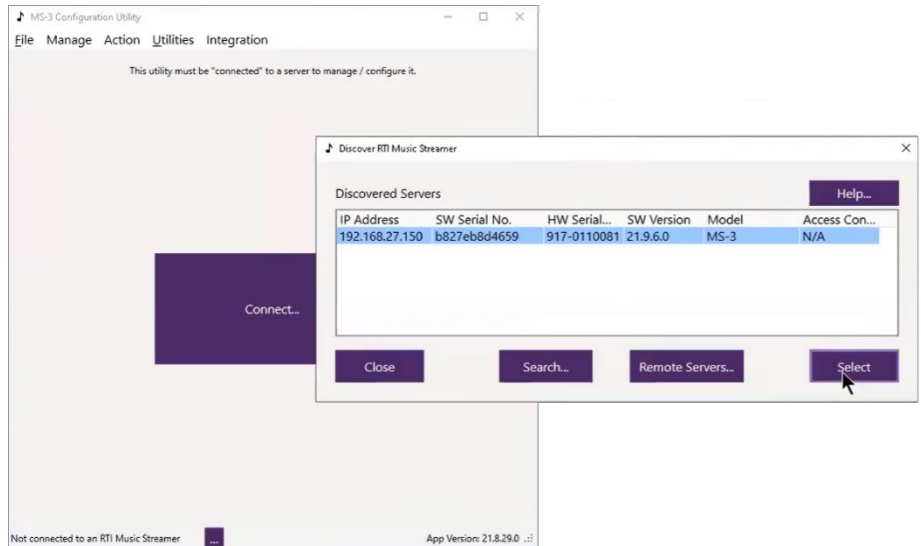 MS-3 Configuration Utility
File Manage Action Utilities Integration
This utility must be "connected" to a server to manage / configure it.
Connect...
Not connected to an RTI Music Streamer ... App Version: 21.8.29.0
Discover RTI Music Streamer
Discovered Servers Help...
IP Address SW Serial No. HW Serial... SW Version Model Access Con...
192.168.27.150 b827eb8d4659 917-0110081 21.9.6.0 MS-3 N/A
Close Search... Remote Servers... Select